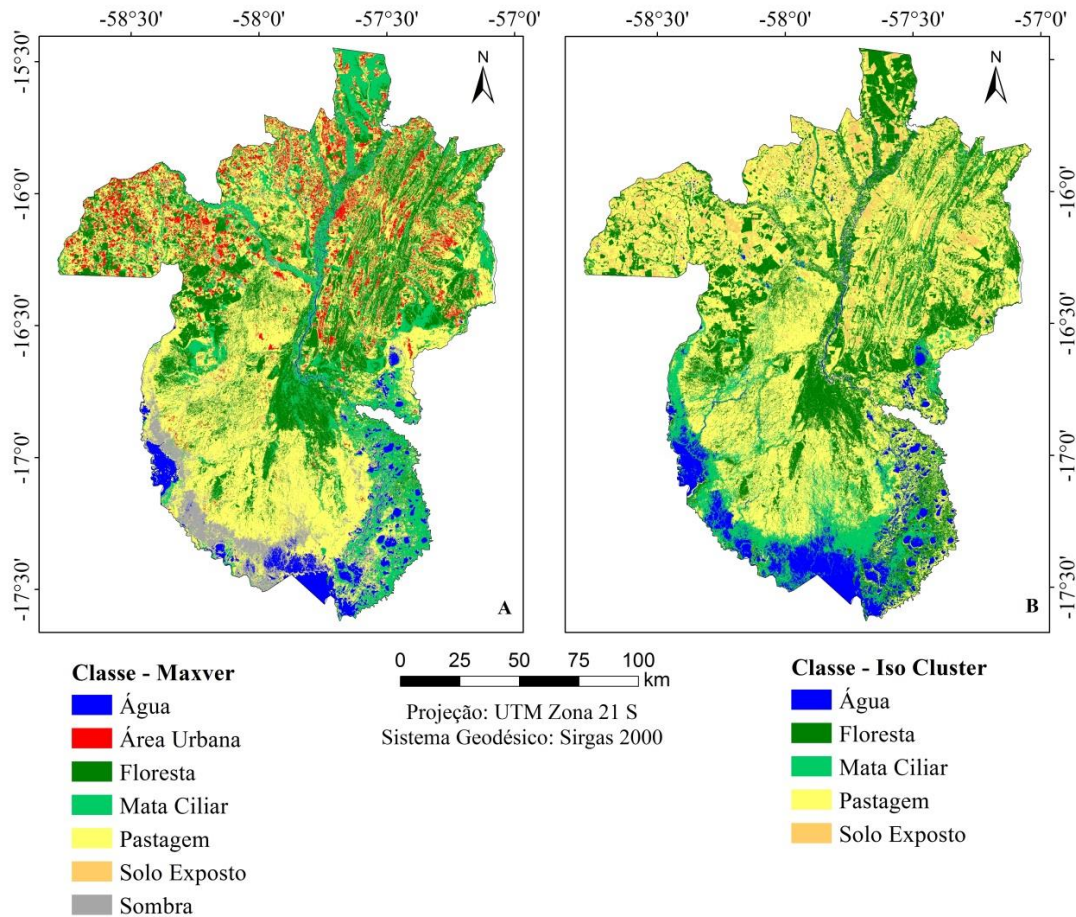 -58°30' -58°0' -57°30' -57°0'
-58°30' -58°0' -57°30' -57°0'
-15°30'
-16°0'
-16°30'
-17°0'
-17°30'
N
A
N
B
-16°0'
-16°30'
-17°0'
-17°30'
Classe - Maxver
Água
Área Urbana
Floresta
Mata Ciliar
Pastagem
Solo Exposto
Sombra
0 25 50 75 100
km
Projeção: UTM Zona 21 S
Sistema Geodésico: Sirgas 2000
Classe - Iso Cluster
Água
Floresta
Mata Ciliar
Pastagem
Solo Exposto